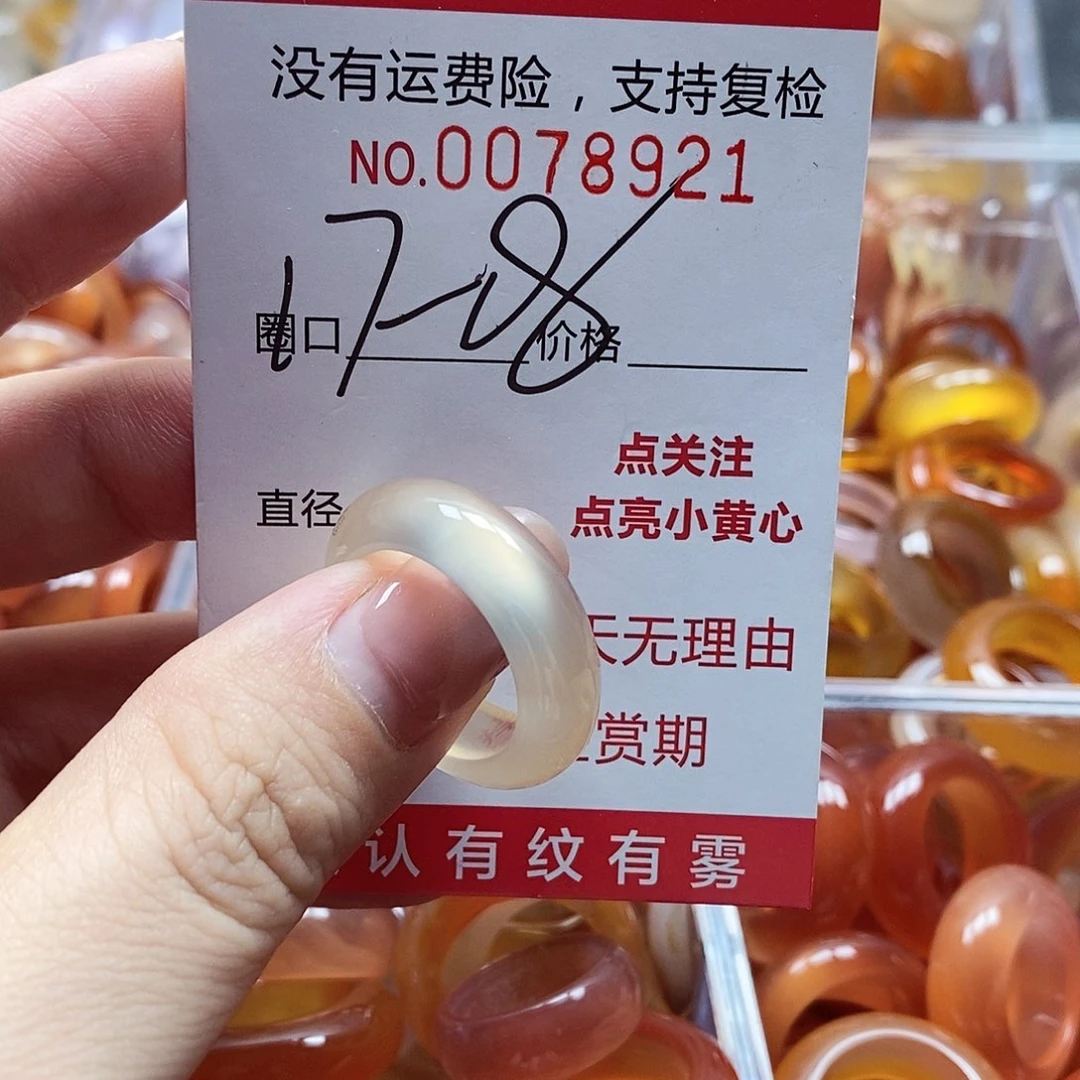 没有运费险，支持复检
NO.0078921
17-18
圈口 价格
点关注
直径
点亮小黄心
天无理由
赏期
认有纹有雾